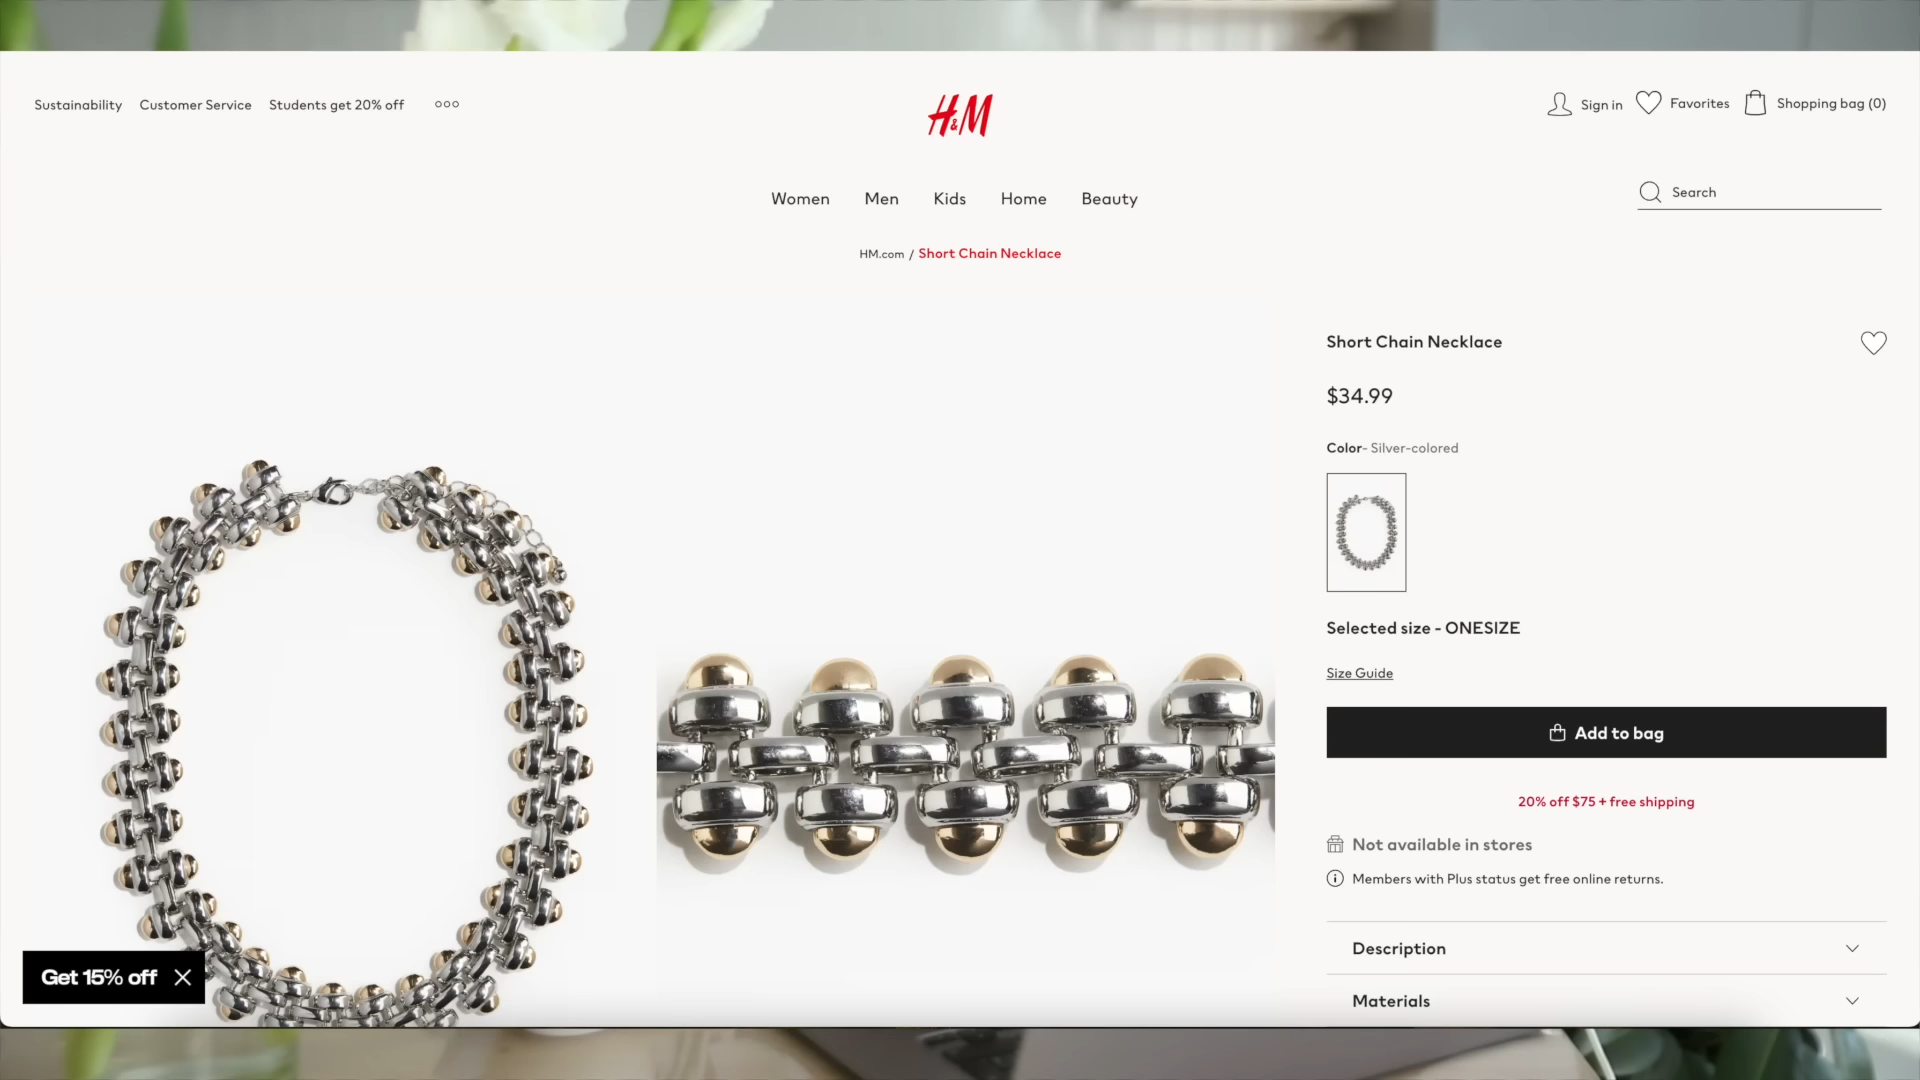 Sustainability
Customer Service
Students get 20% off
H&M
Sign in
Favorites
Shopping bag (0)
Women
Men
Kids
Home
Beauty
Search
HM.com / Short Chain Necklace
Short Chain Necklace
$34.99
Color- Silver-colored
Selected size - ONESIZE
Size Guide
Add to bag
20% off $75 + free shipping
Not available in stores
Members with Plus status get free online returns.
Description
Materials
Get 15% off